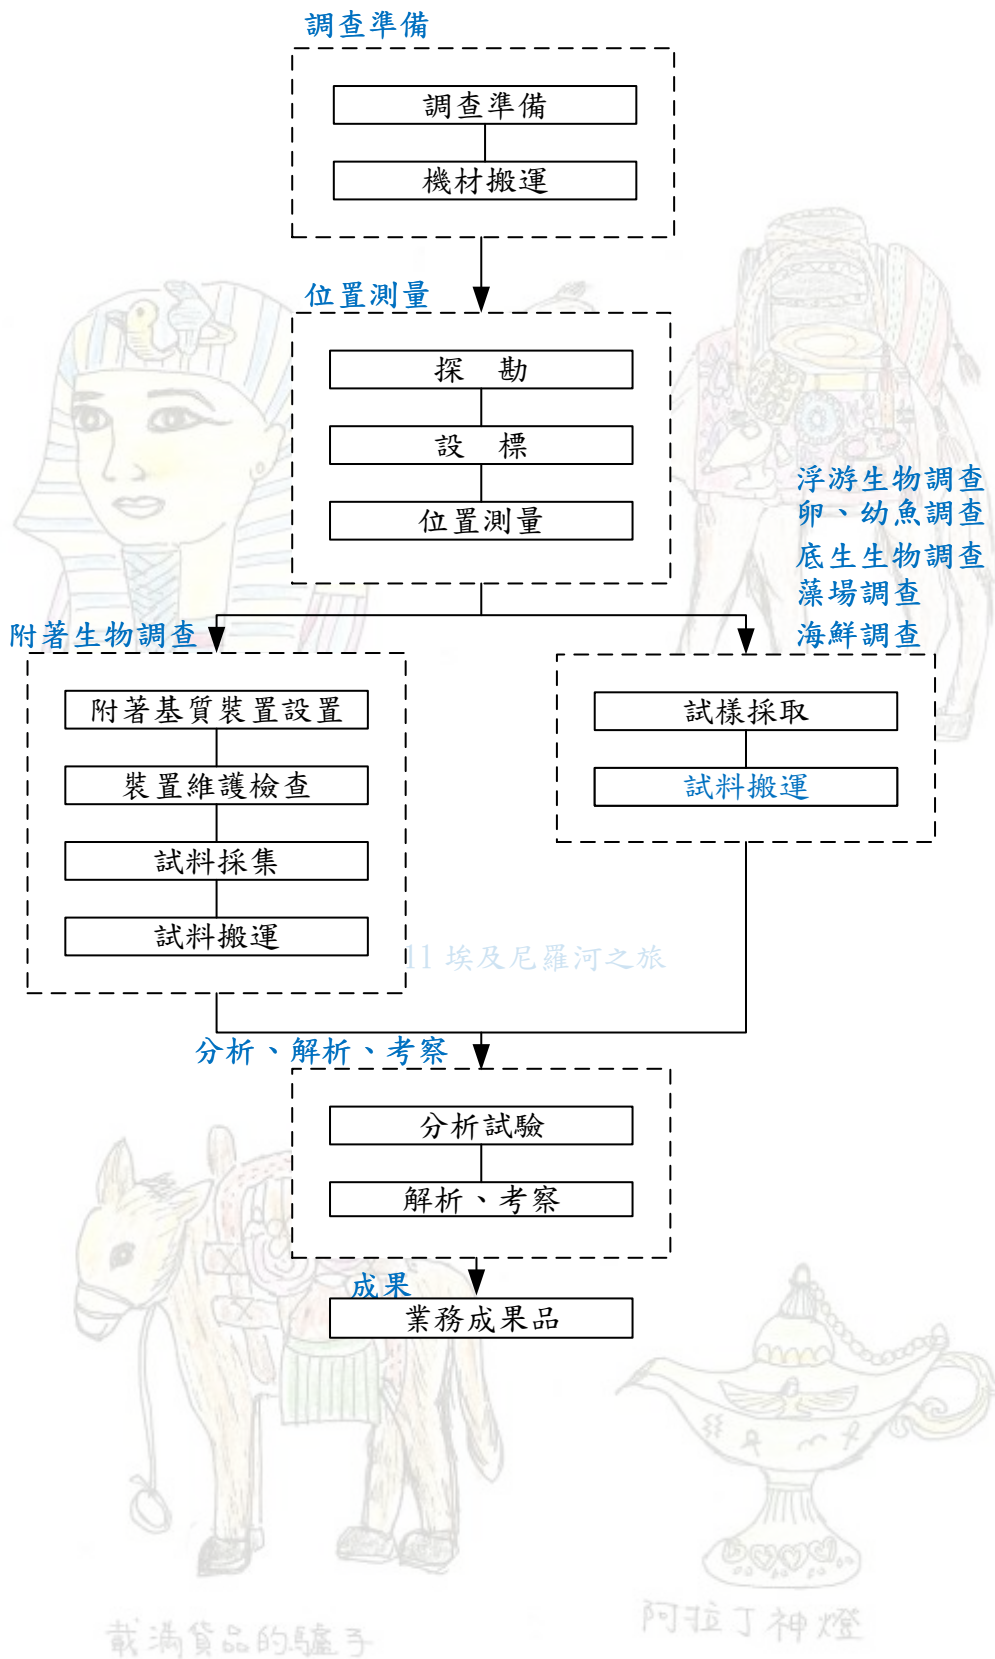 調查準備
調查準備
機材搬運
位置測量
探　勘
設　標
位置測量
浮游生物調查
卵、幼魚調查
底生生物調查
藻場調查
海鮮調查
附著生物調查
附著基質裝置設置
裝置維護檢查
試料採集
試料搬運
試樣採取
試料搬運
11 埃及尼羅河之旅
分析、解析、考察
分析試驗
解析、考察
成果
業務成果品
載滿貨品的驢子
阿拉丁神燈